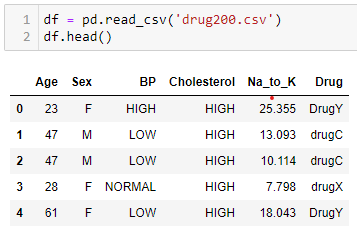 1 df = pd.read_csv('drug200.csv')
2 df.head()
Age Sex BP Cholesterol Na_to_K Drug
0 23 F HIGH HIGH 25.355 DrugY
1 47 M LOW HIGH 13.093 drugC
2 47 M LOW HIGH 10.114 drugC
3 28 F NORMAL HIGH 7.798 drugX
4 61 F LOW HIGH 18.043 DrugY